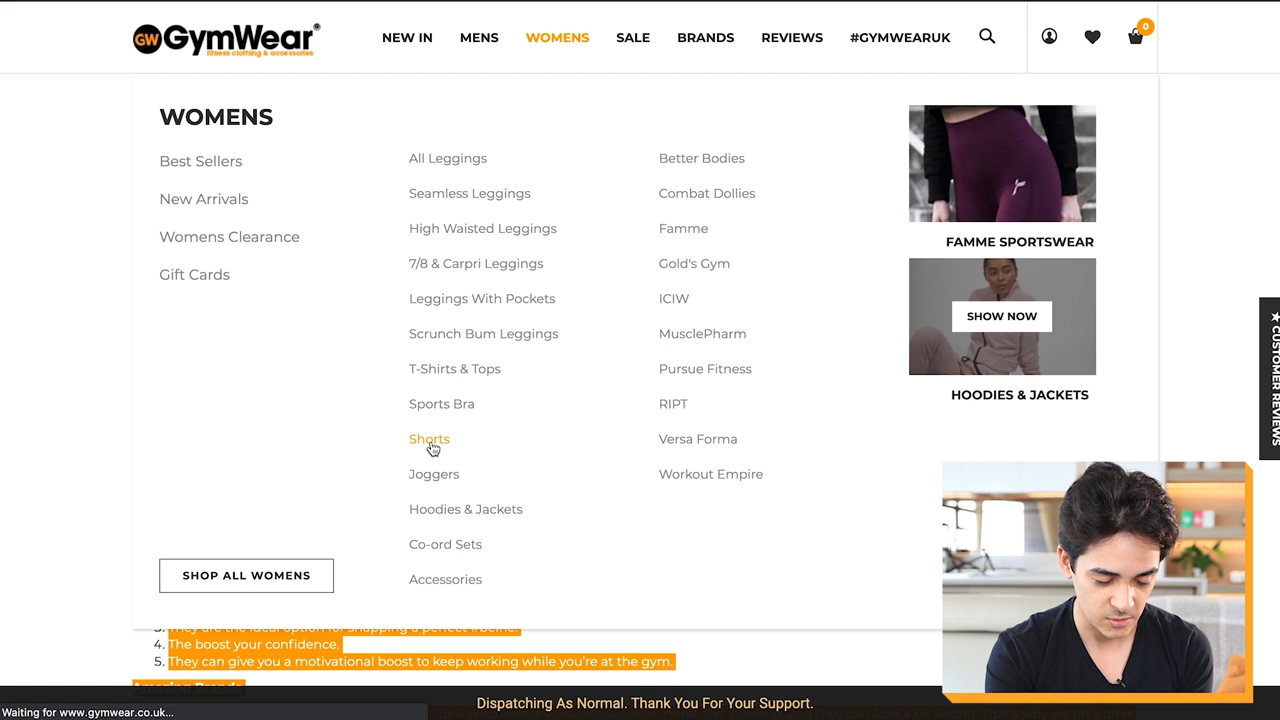 GW GymWear
fitness clothing & accessories
NEW IN
MENS
WOMENS
SALE
BRANDS
REVIEWS
#GYMWEARUK
0
WOMENS
Best Sellers
New Arrivals
Womens Clearance
Gift Cards
SHOP ALL WOMENS
All Leggings
Seamless Leggings
High Waisted Leggings
7/8 & Carpri Leggings
Leggings With Pockets
Scrunch Bum Leggings
T-Shirts & Tops
Sports Bra
Shorts
Joggers
Hoodies & Jackets
Co-ord Sets
Accessories
Better Bodies
Combat Dollies
Famme
Gold's Gym
ICIW
MusclePharm
Pursue Fitness
RIPT
Versa Forma
Workout Empire
FAMME SPORTSWEAR
SHOW NOW
HOODIES & JACKETS
★ CUSTOMER REVIEWS
4. The boost your confidence.
5. They can give you a motivational boost to keep working while you're at the gym.
Dispatching As Normal. Thank You For Your Support.
Waiting for www.gymwear.co.uk...